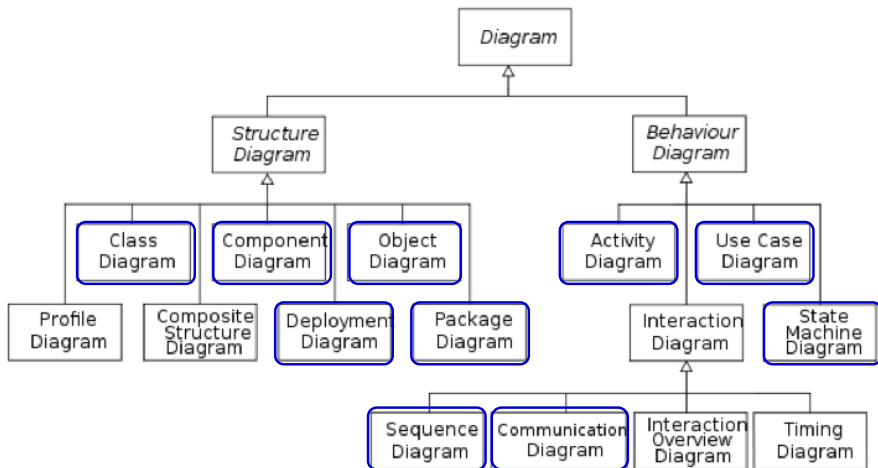 Diagram
Structure
Diagram
Behaviour
Diagram
Class
Diagram
Component
Diagram
Object
Diagram
Activity
Diagram
Use Case
Diagram
Profile
Diagram
Composite
Structure
Diagram
Deployment
Diagram
Package
Diagram
Interaction
Diagram
State
Machine
Diagram
Sequence
Diagram
Communication
Diagram
Interaction
Overview
Diagram
Timing
Diagram